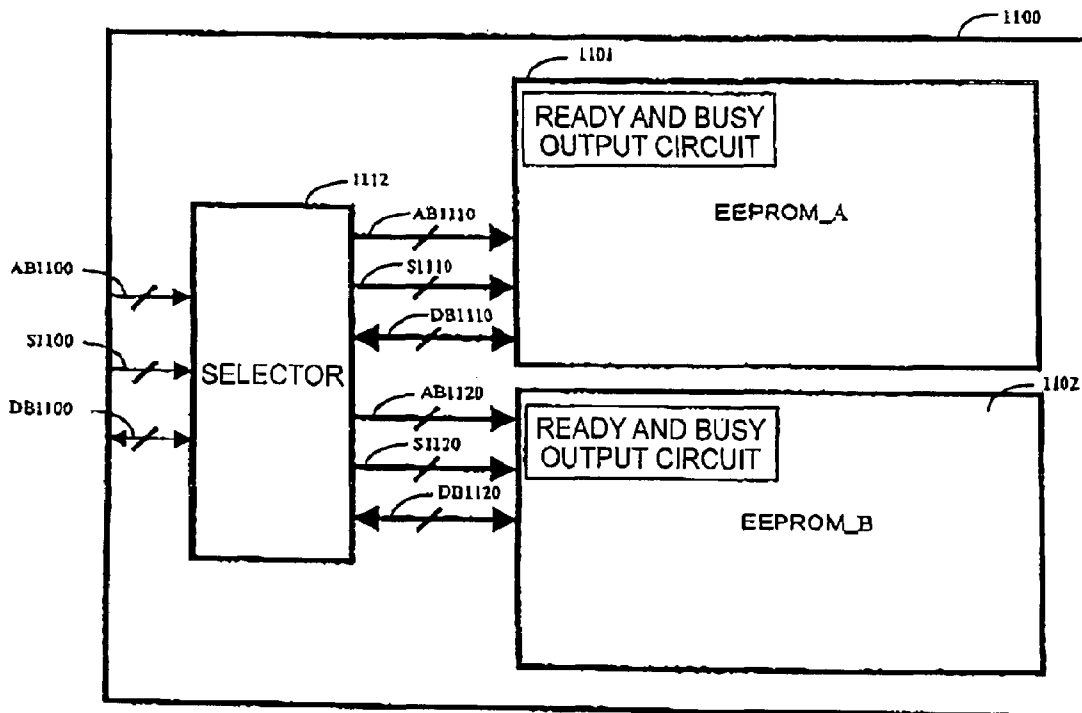 1100
1101
READY AND BUSY
OUTPUT CIRCUIT
EEPROM_A
1112
AB1110
S1110
DB1110
AB1100
S1100
DB1100
SELECTOR
AB1120
S1120
DB1120
1102
READY AND BUSY
OUTPUT CIRCUIT
EEPROM_B